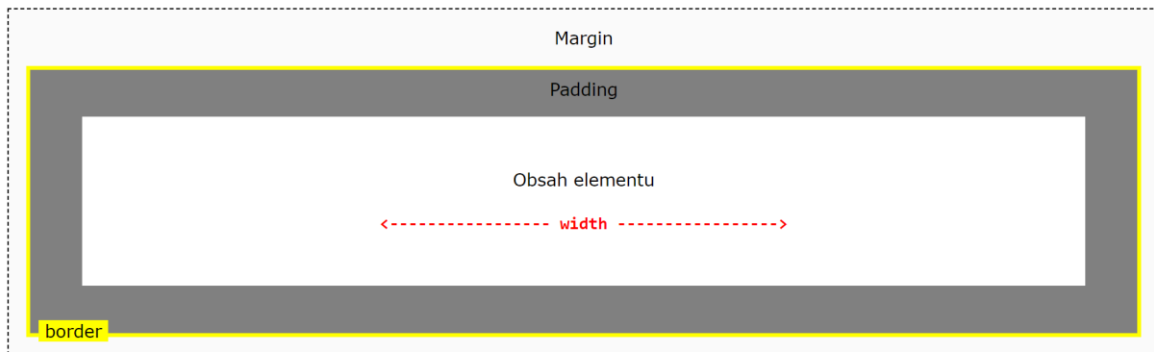 Margin
Padding
Obsah elementu
<----------------- width ----------------->
border